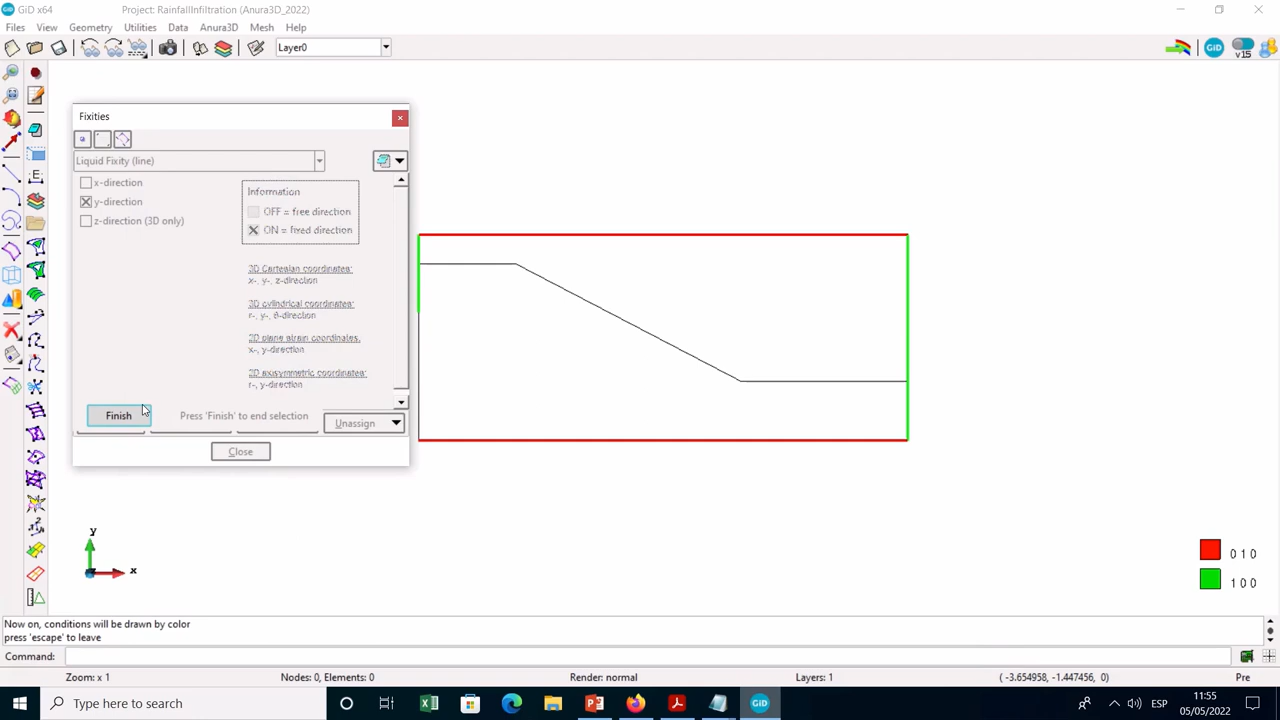 GiD x64
Project: RainfallInfiltration (Anura3D_2022)
Files View Geometry Utilities Data Anura3D Mesh Help
Layer0
GiD
v15
Fixities
Liquid Fixity (line)
x-direction
y-direction
z-direction (3D only)
Information
OFF = free direction
ON = fixed direction
3D Cartesian coordinates:
x-, y-, z-direction
3D cylindrical coordinates:
r-, y-, θ-direction
2D plane strain coordinates,
x-, y-direction
2D axisymmetric coordinates:
r-, y-direction
Finish
Press 'Finish' to end selection
Unassign
Close
y
x
0 1 0
1 0 0
Now on, conditions will be drawn by color
press 'escape' to leave
Command:
Zoom: x 1
Nodes: 0, Elements: 0
Render: normal
Layers: 1
( -3.654958, -1.447456, 0)
Pre
Type here to search
ESP
11:55
05/05/2022